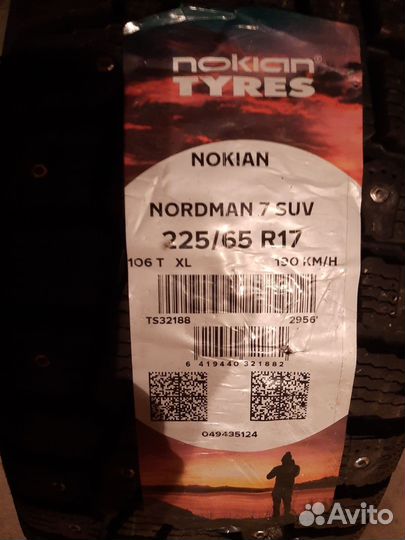 nokian®
TYRES
NOKIAN
NORDMAN 7 SUV
225/65 R17
106 T XL 190 KM/H
TS32188 2956'
6 419440 321882
049435124
Avito